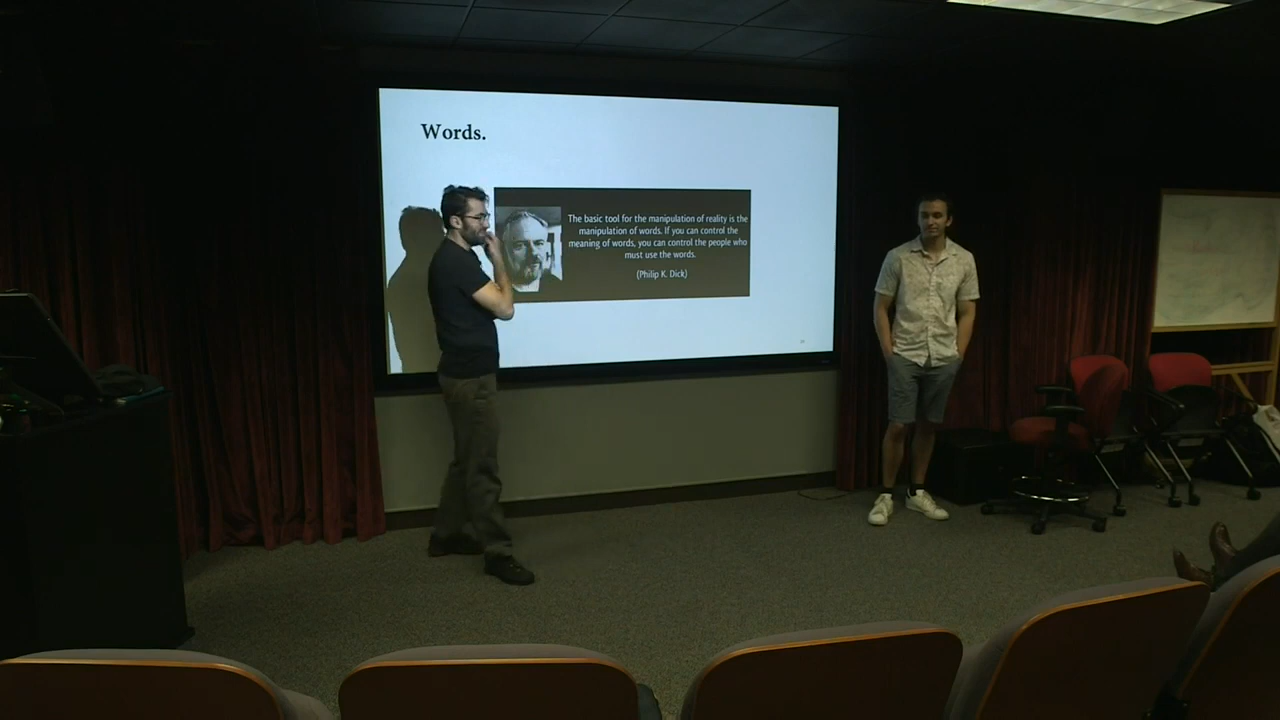 Words.
The basic tool for the manipulation of reality is the
manipulation of words. If you can control the
meaning of words, you can control the people who
must use the words.
(Philip K. Dick)